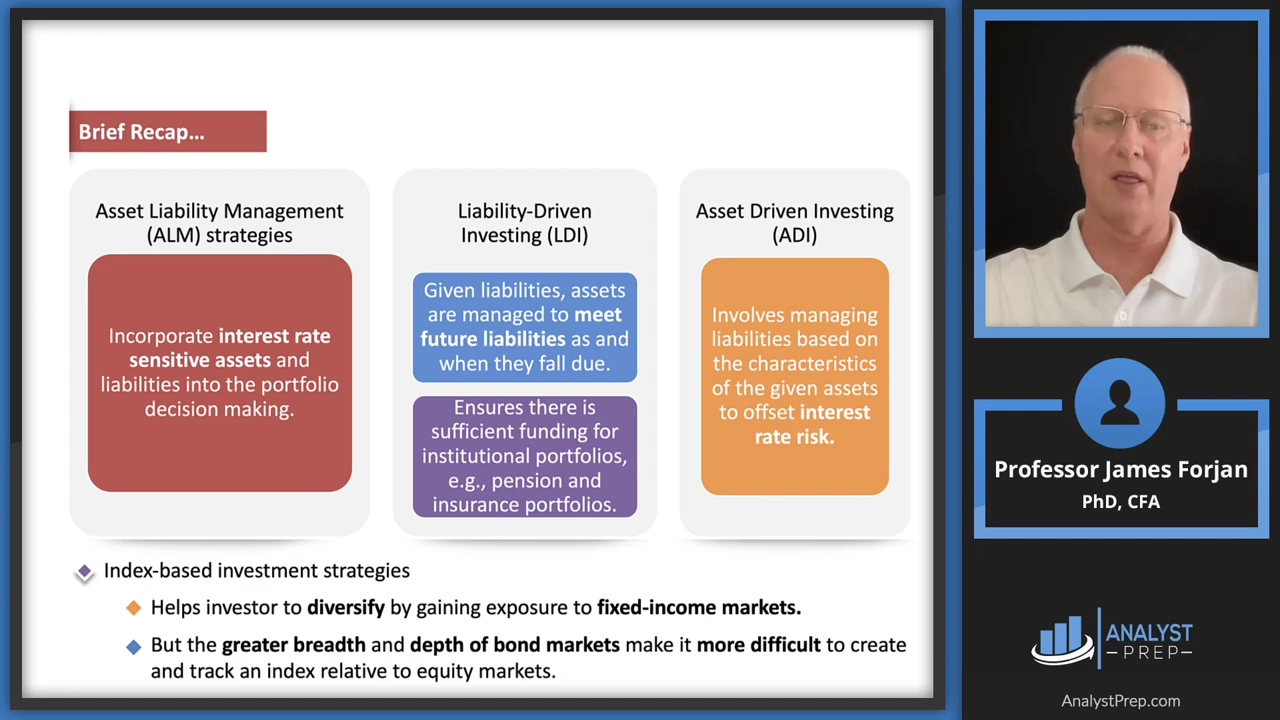 Brief Recap...
Asset Liability Management
(ALM) strategies
Incorporate interest rate
sensitive assets and
liabilities into the portfolio
decision making.
Liability-Driven
Investing (LDI)
Given liabilities, assets
are managed to meet
future liabilities as and
when they fall due.
Ensures there is
sufficient funding for
institutional portfolios,
e.g., pension and
insurance portfolios.
Asset Driven Investing
(ADI)
Involves managing
liabilities based on
the characteristics
of the given assets
to offset interest
rate risk.
Index-based investment strategies
Helps investor to diversify by gaining exposure to fixed-income markets.
But the greater breadth and depth of bond markets make it more difficult to create
and track an index relative to equity markets.
Professor James Forjan
PhD, CFA
ANALYST
PREP
AnalystPrep.com